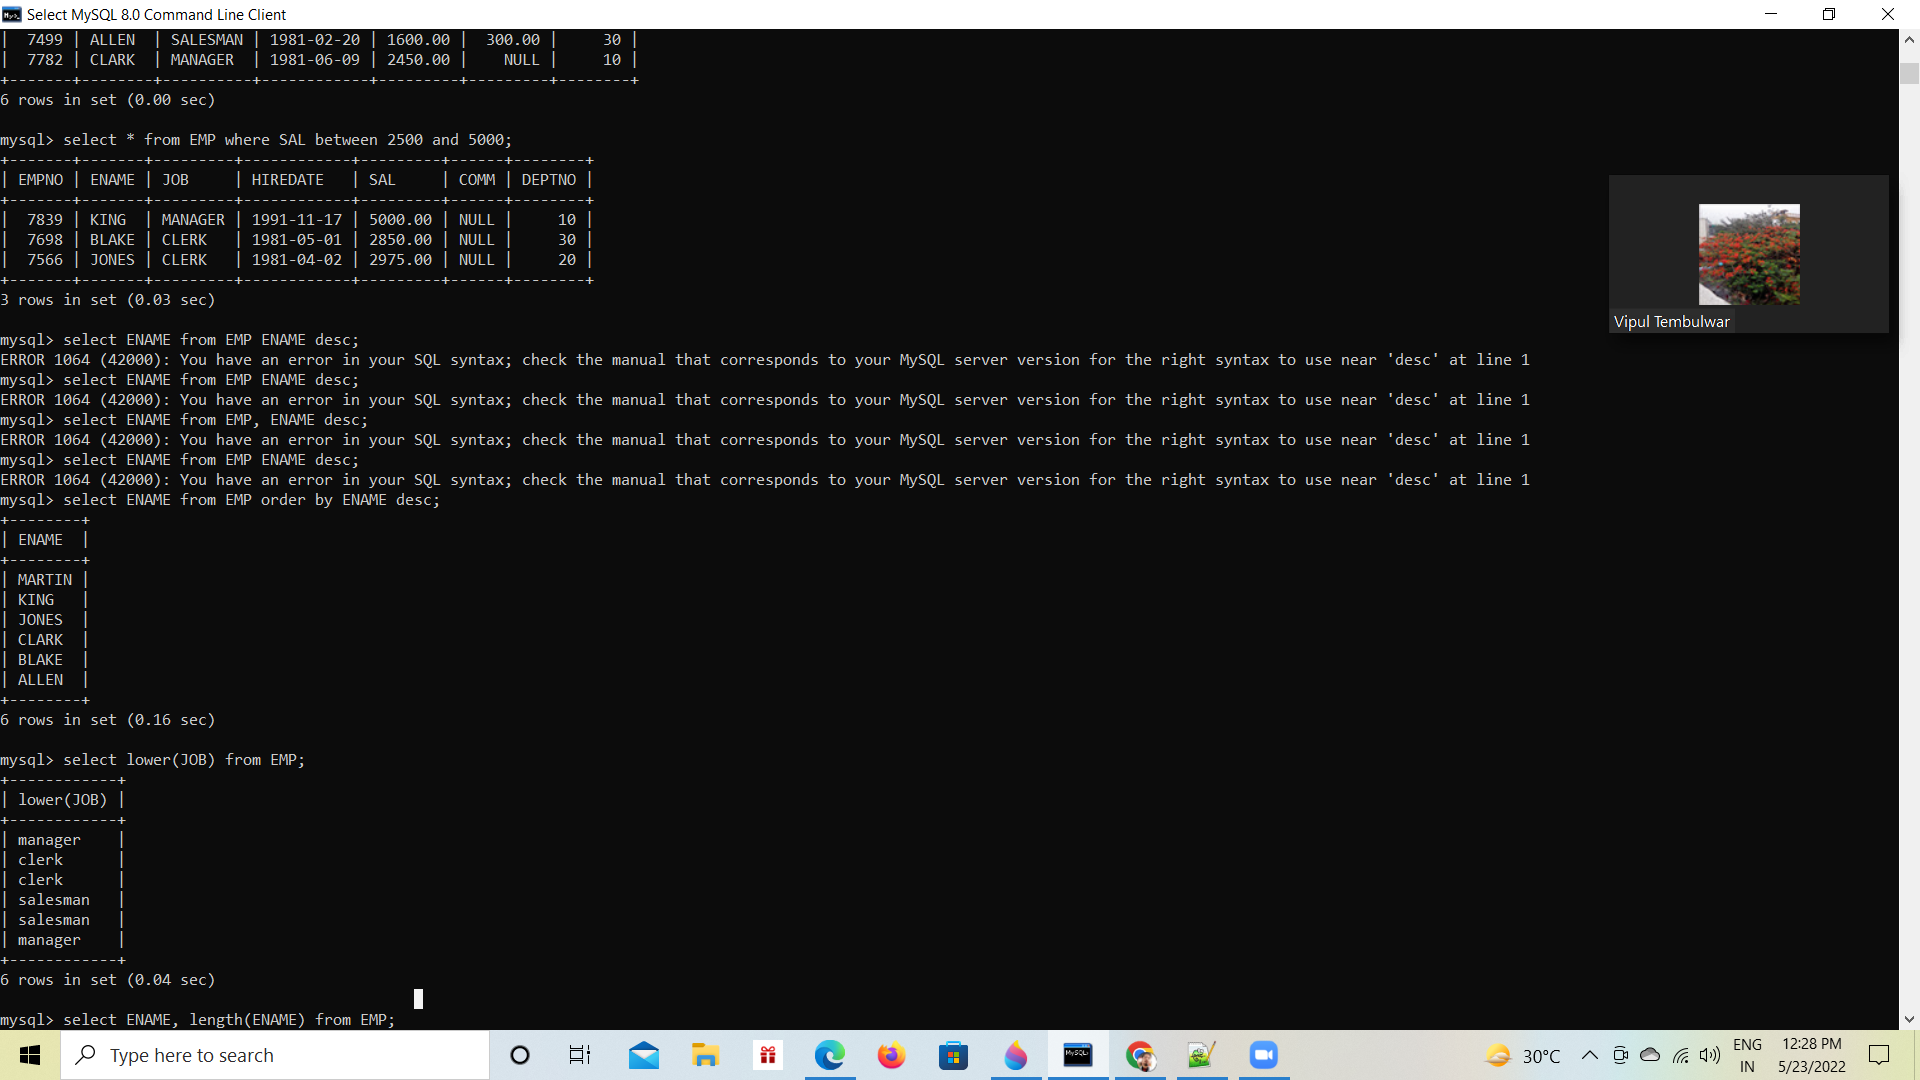 Select MySQL 8.0 Command Line Client
|  7499 | ALLEN  | SALESMAN | 1981-02-20 | 1600.00 |  300.00 |     30 |
|  7782 | CLARK  | MANAGER  | 1981-06-09 | 2450.00 |    NULL |     10 |
+-------+--------+----------+------------+---------+---------+--------+
6 rows in set (0.00 sec)
mysql> select * from EMP where SAL between 2500 and 5000;
+-------+-------+---------+------------+---------+------+--------+
| EMPNO | ENAME | JOB     | HIREDATE   | SAL     | COMM | DEPTNO |
+-------+-------+---------+------------+---------+------+--------+
|  7839 | KING  | MANAGER | 1991-11-17 | 5000.00 | NULL |     10 |
|  7698 | BLAKE | CLERK   | 1981-05-01 | 2850.00 | NULL |     30 |
|  7566 | JONES | CLERK   | 1981-04-02 | 2975.00 | NULL |     20 |
+-------+-------+---------+------------+---------+------+--------+
3 rows in set (0.03 sec)
Vipul Tembulwar
mysql> select ENAME from EMP ENAME desc;
ERROR 1064 (42000): You have an error in your SQL syntax; check the manual that corresponds to your MySQL server version for the right syntax to use near 'desc' at line 1
mysql> select ENAME from EMP ENAME desc;
ERROR 1064 (42000): You have an error in your SQL syntax; check the manual that corresponds to your MySQL server version for the right syntax to use near 'desc' at line 1
mysql> select ENAME from EMP, ENAME desc;
ERROR 1064 (42000): You have an error in your SQL syntax; check the manual that corresponds to your MySQL server version for the right syntax to use near 'desc' at line 1
mysql> select ENAME from EMP ENAME desc;
ERROR 1064 (42000): You have an error in your SQL syntax; check the manual that corresponds to your MySQL server version for the right syntax to use near 'desc' at line 1
mysql> select ENAME from EMP order by ENAME desc;
+--------+
| ENAME  |
+--------+
| MARTIN |
| KING   |
| JONES  |
| CLARK  |
| BLAKE  |
| ALLEN  |
+--------+
6 rows in set (0.16 sec)
mysql> select lower(JOB) from EMP;
+------------+
| lower(JOB) |
+------------+
| manager    |
| clerk      |
| clerk      |
| salesman   |
| salesman   |
| manager    |
+------------+
6 rows in set (0.04 sec)
mysql> select ENAME, length(ENAME) from EMP;
Type here to search
MySQL
30°C
ENG
IN
12:28 PM
5/23/2022